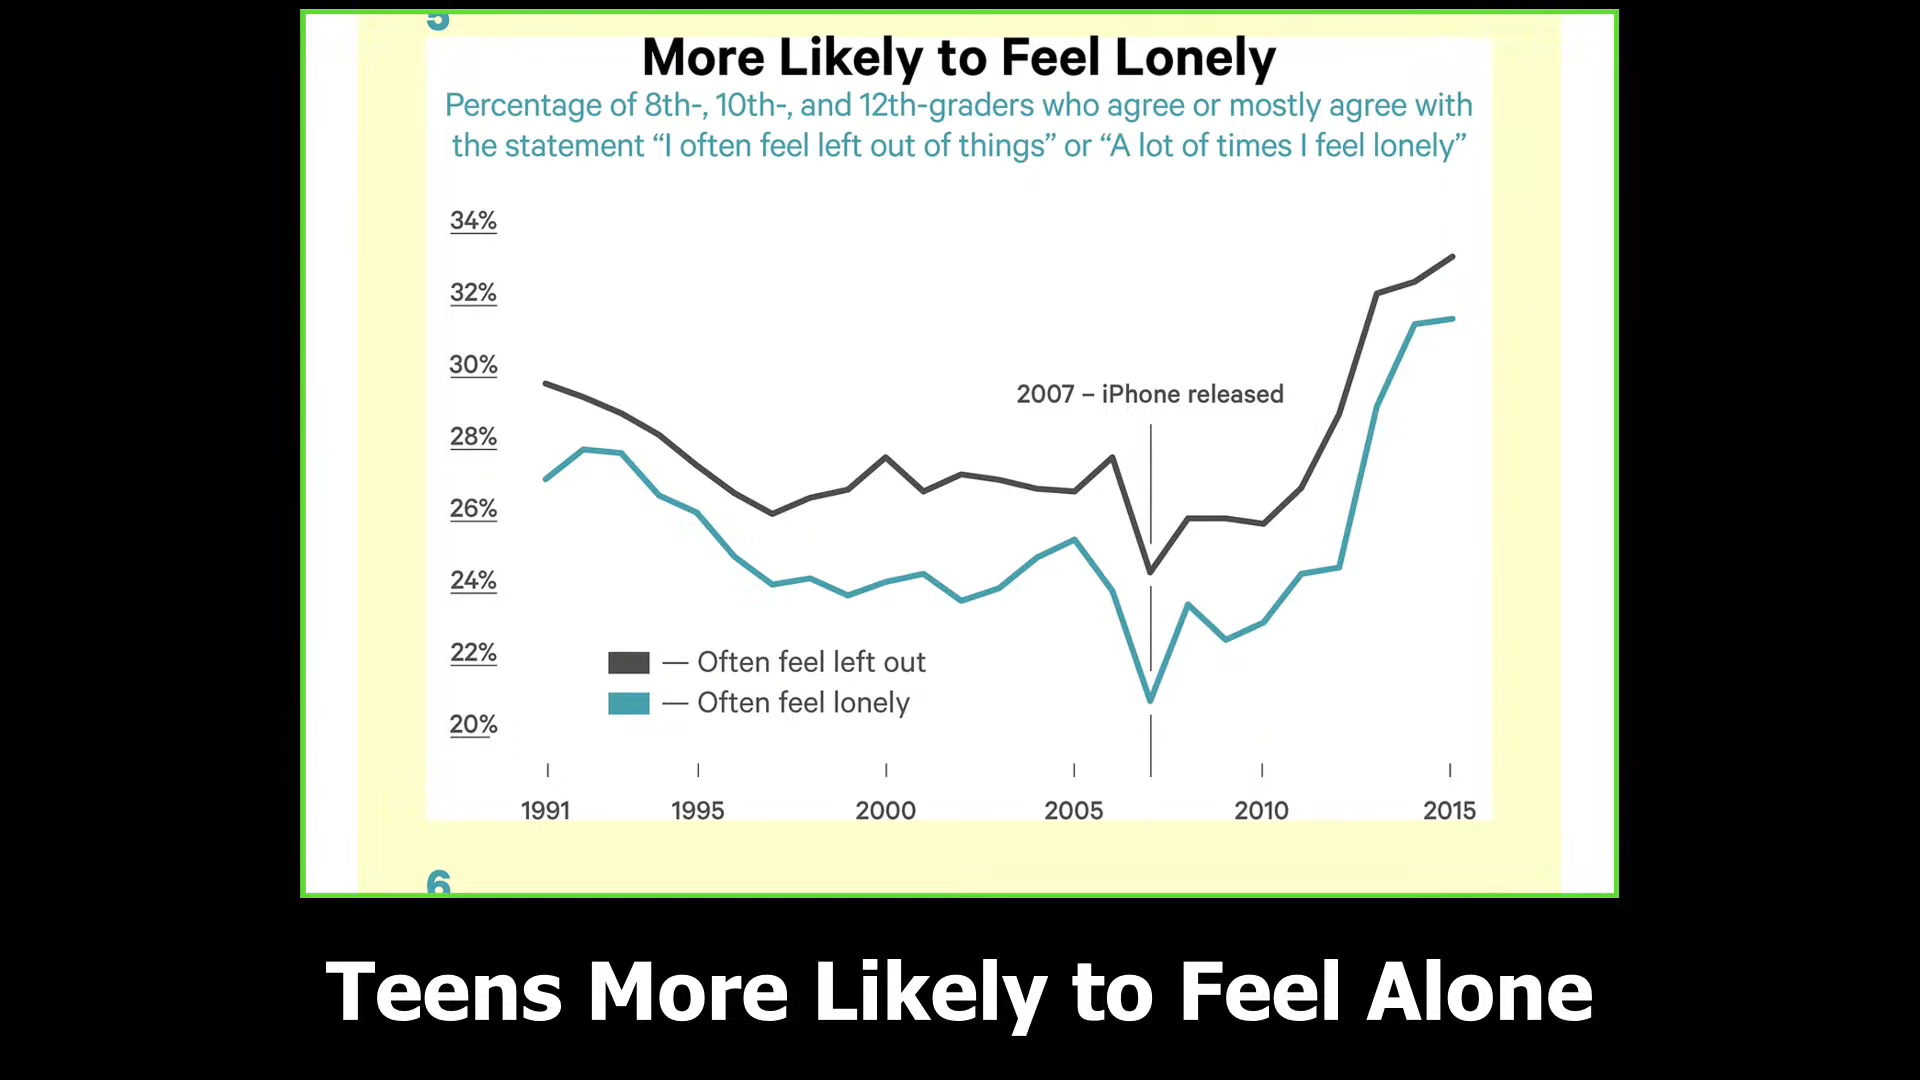 5
More Likely to Feel Lonely
Percentage of 8th-, 10th-, and 12th-graders who agree or mostly agree with
the statement “I often feel left out of things” or “A lot of times I feel lonely”
34%
32%
30%
2007 – iPhone released
28%
26%
24%
22%
— Often feel left out
— Often feel lonely
20%
1991 1995 2000 2005 2010 2015
6
Teens More Likely to Feel Alone